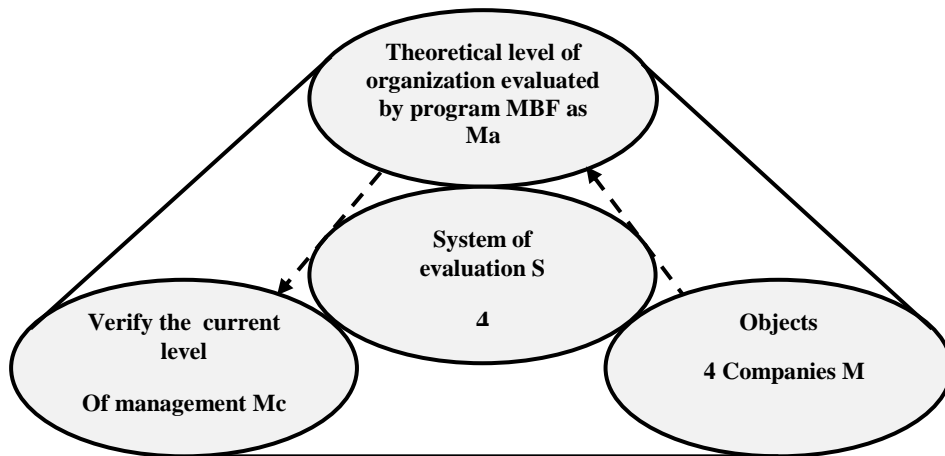 Theoretical level of
organization evaluated
by program MBF as
Ma
System of
evaluation S
4
Verify the current
level
Of management Mc
Objects
4 Companies M